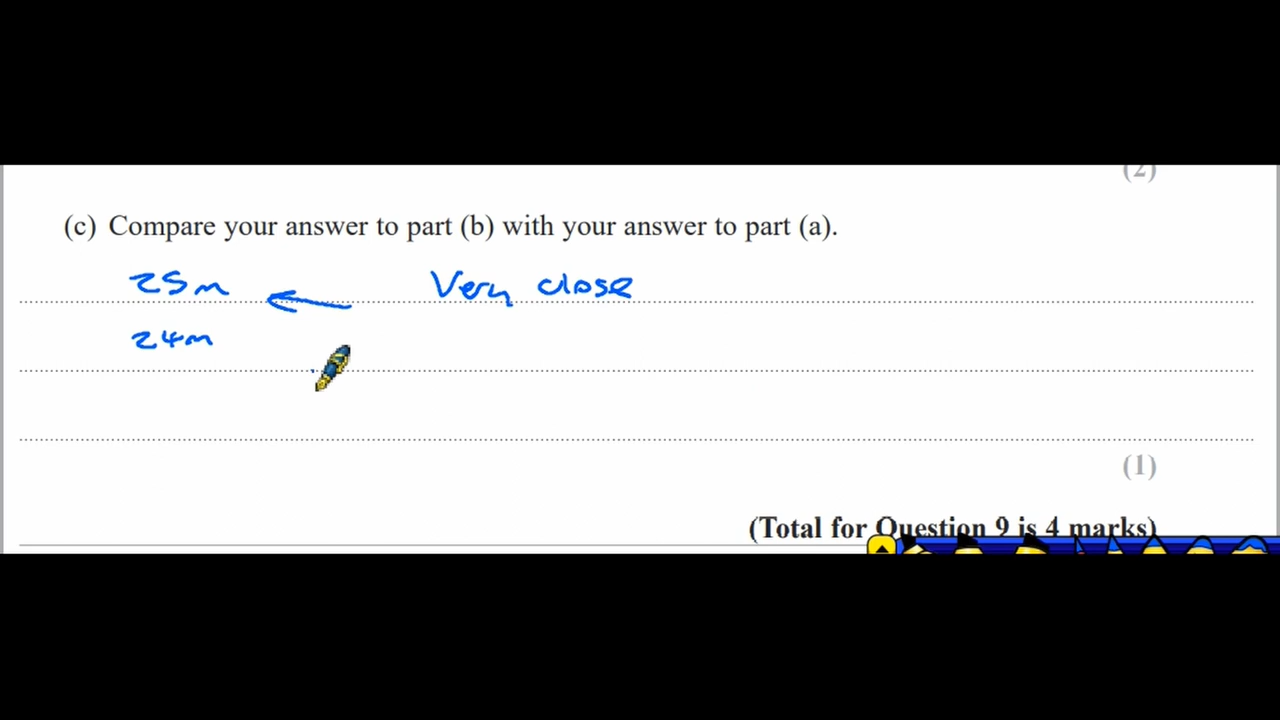 (2)
(c) Compare your answer to part (b) with your answer to part (a).
25m Very close
24m
(1)
(Total for Question 9 is 4 marks)